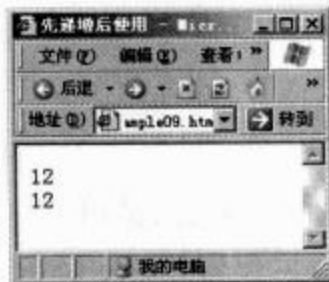 先递增后使用 - Micr...
文件(F) 编辑(E) 查看 »
后退 »
地址(D) ample09.htm 转到
12
12
我的电脑